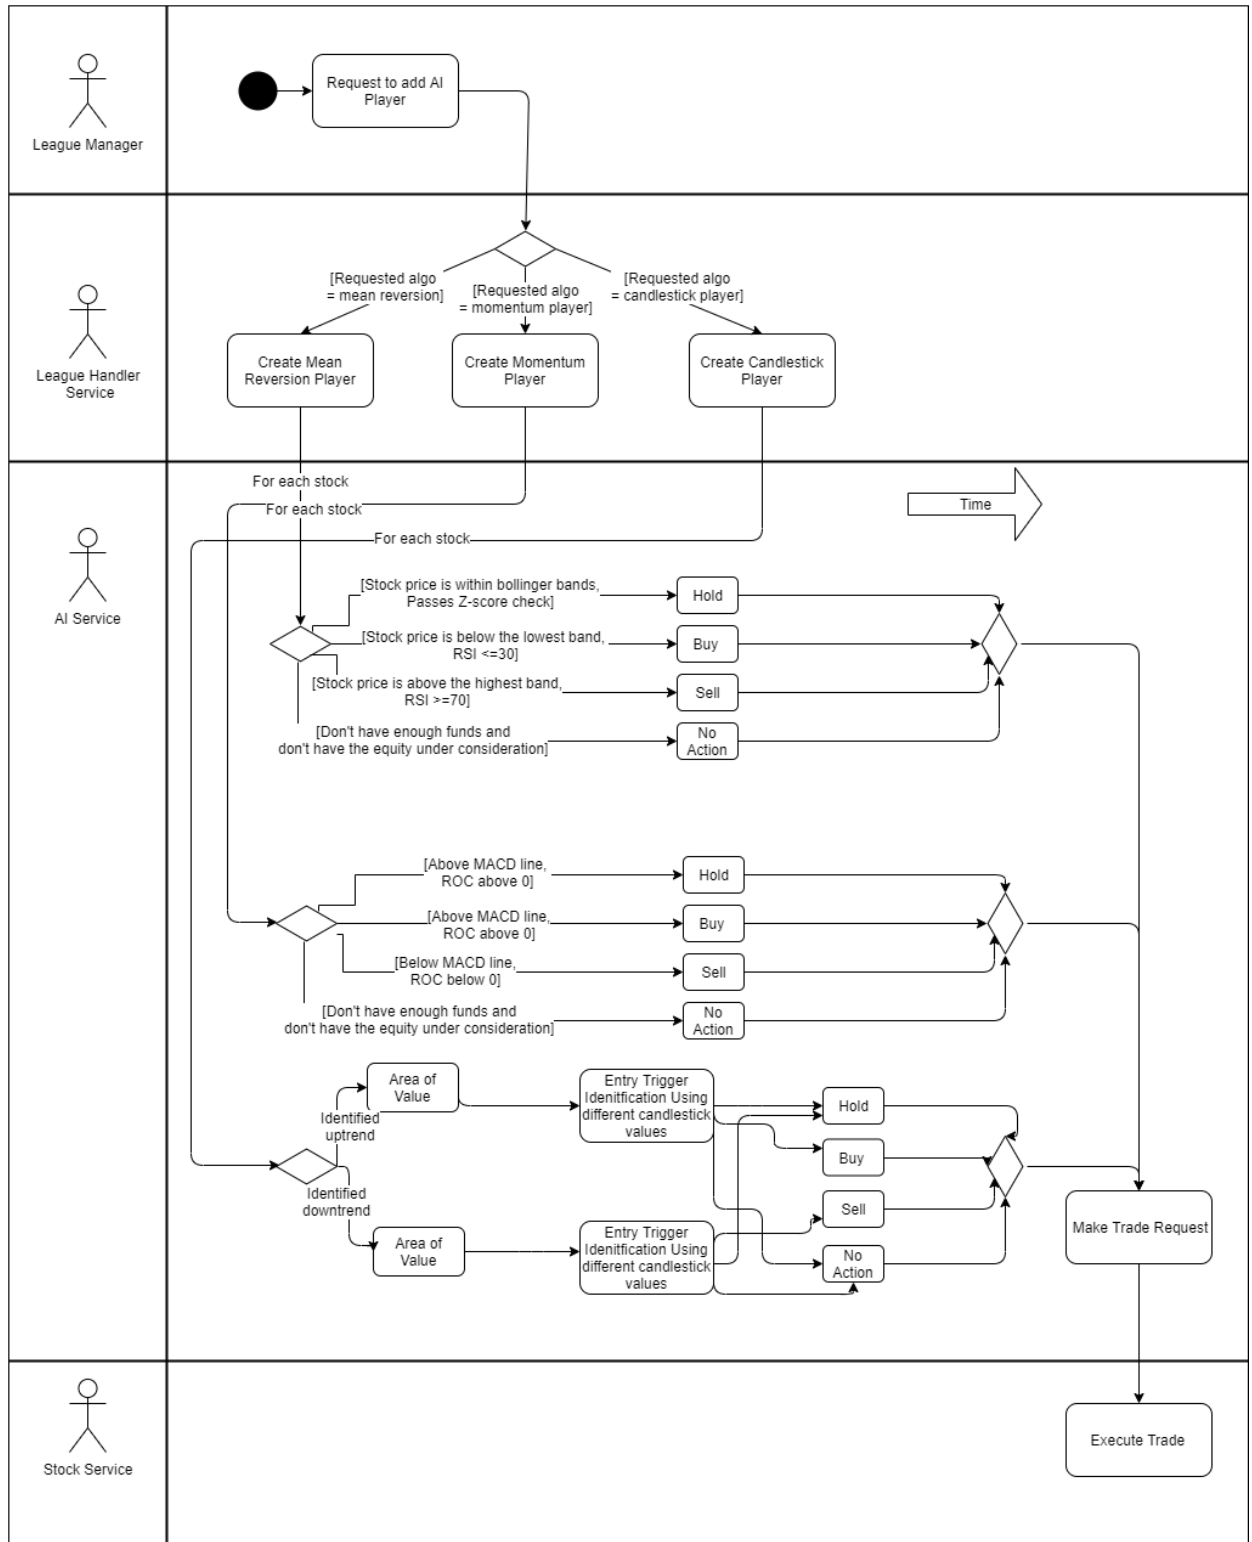 League Manager
Request to add AI
Player
League Handler
Service
[Requested algo
= mean reversion]
[Requested algo
= momentum player]
[Requested algo
= candlestick player]
Create Mean
Reversion Player
Create Momentum
Player
Create Candlestick
Player
AI Service
For each stock
For each stock
For each stock
Time
[Stock price is within bollinger bands,
Passes Z-score check]
Hold
[Stock price is below the lowest band,
RSI <=30]
Buy
[Stock price is above the highest band,
RSI >=70]
Sell
[Don't have enough funds and
don't have the equity under consideration]
No
Action
[Above MACD line,
ROC above 0]
Hold
[Above MACD line,
ROC above 0]
Buy
[Below MACD line,
ROC below 0]
Sell
[Don't have enough funds and
don't have the equity under consideration]
No
Action
Identified
uptrend
Area of
Value
Entry Trigger
Idenitfication Using
different candlestick
values
Hold
Buy
Identified
downtrend
Area of
Value
Entry Trigger
Idenitfication Using
different candlestick
values
Sell
No
Action
Make Trade Request
Stock Service
Execute Trade